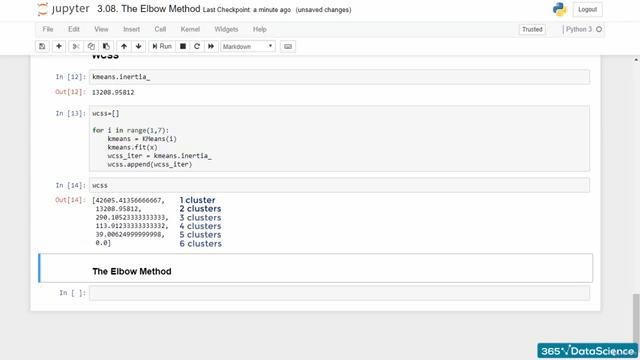 jupyter 3.08. The Elbow Method Last Checkpoint: a minute ago (unsaved changes)
Logout
File Edit View Insert Cell Kernel Widgets Help
Trusted Python 3
Run Markdown
wcss
In [12]: kmeans.inertia_
Out[12]: 13208.95812
In [13]: wcss=[]
for i in range(1,7):
kmeans = KMeans(i)
kmeans.fit(x)
wcss_iter = kmeans.inertia_
wcss.append(wcss_iter)
In [14]: wcss
Out[14]: [42605.41356666667, 1 cluster
13208.95812, 2 clusters
290.10523333333333, 3 clusters
113.91233333333332, 4 clusters
39.00624999999998, 5 clusters
0.0] 6 clusters
The Elbow Method
In [ ]:
365 DataScience